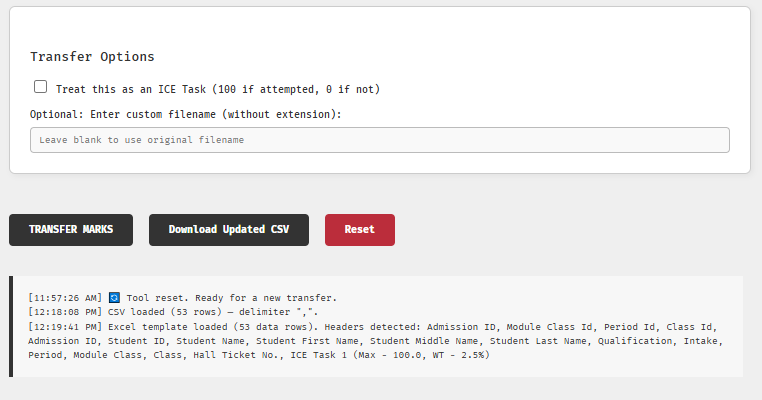 Transfer Options
Treat this as an ICE Task (100 if attempted, 0 if not)
Optional: Enter custom filename (without extension):
Leave blank to use original filename
TRANSFER MARKS Download Updated CSV Reset
[11:57:26 AM] 🔄 Tool reset. Ready for a new transfer.
[12:18:08 PM] CSV loaded (53 rows) — delimiter ",".
[12:19:41 PM] Excel template loaded (53 data rows). Headers detected: Admission ID, Module Class Id, Period Id, Class Id,
Admission ID, Student ID, Student Name, Student First Name, Student Middle Name, Student Last Name, Qualification, Intake,
Period, Module Class, Class, Hall Ticket No., ICE Task 1 (Max - 100.0, WT - 2.5%)